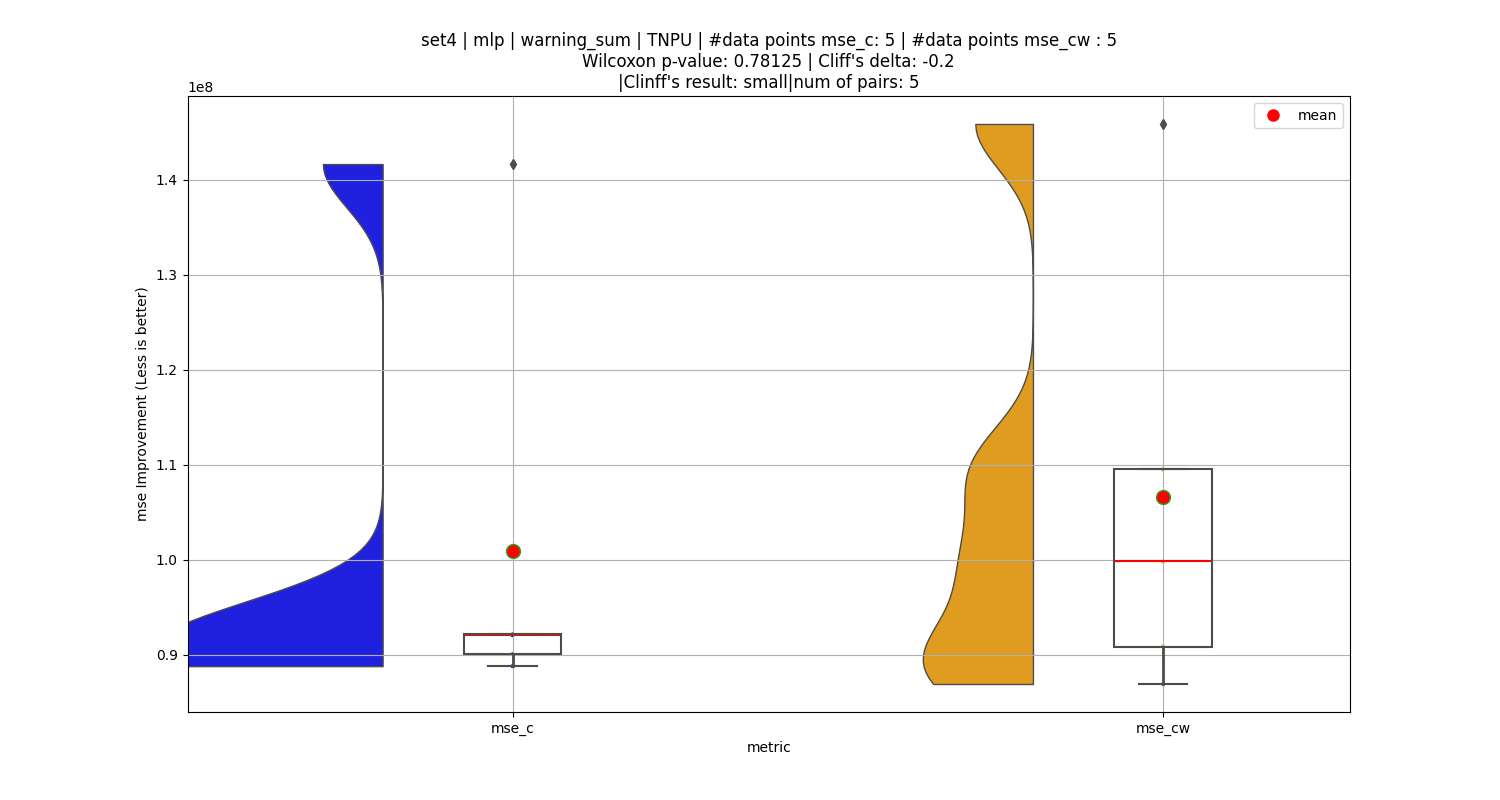 set4 | mlp | warning_sum | TNPU | #data points mse_c: 5 | #data points mse_cw : 5
Wilcoxon p-value: 0.78125 | Cliff's delta: -0.2
|Clinff's result: small|num of pairs: 5
1e8
mean
1.4
1.3
1.2
1.1
1.0
0.9
mse Improvement (Less is better)
mse_c
mse_cw
metric